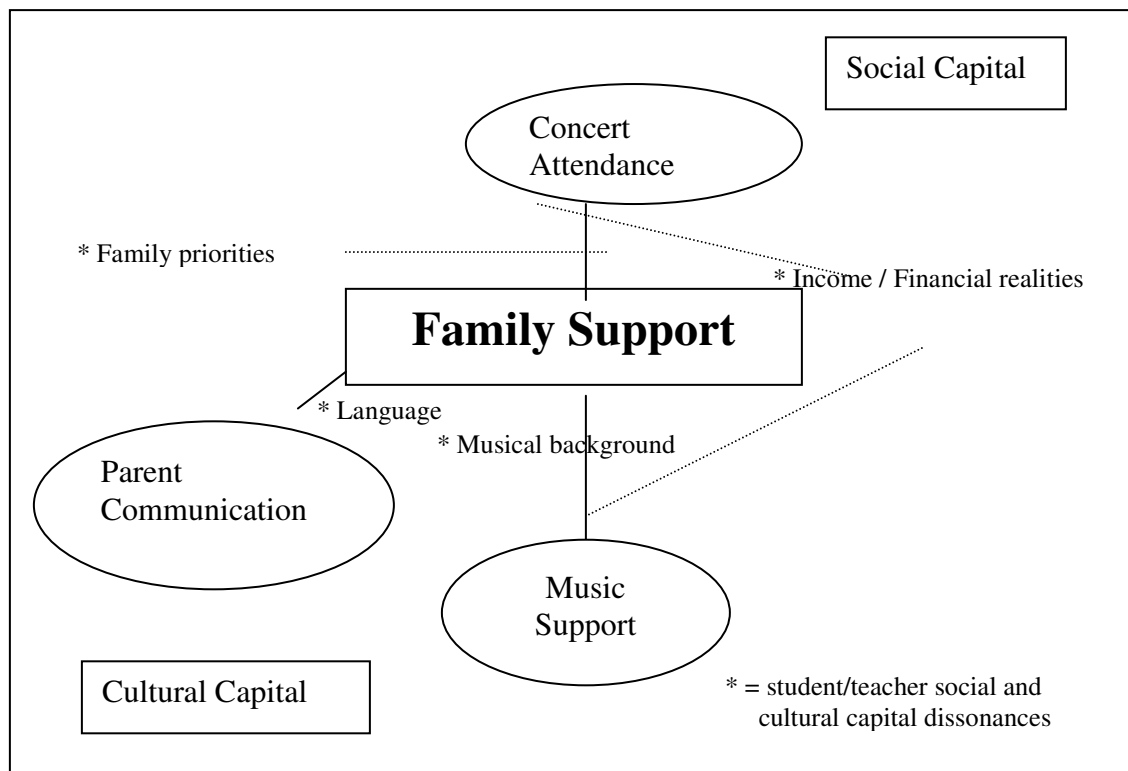 Social Capital
Concert
Attendance
* Family priorities
* Income / Financial realities
Family Support
* Language
* Musical background
Parent
Communication
Music
Support
Cultural Capital
* = student/teacher social and
cultural capital dissonances